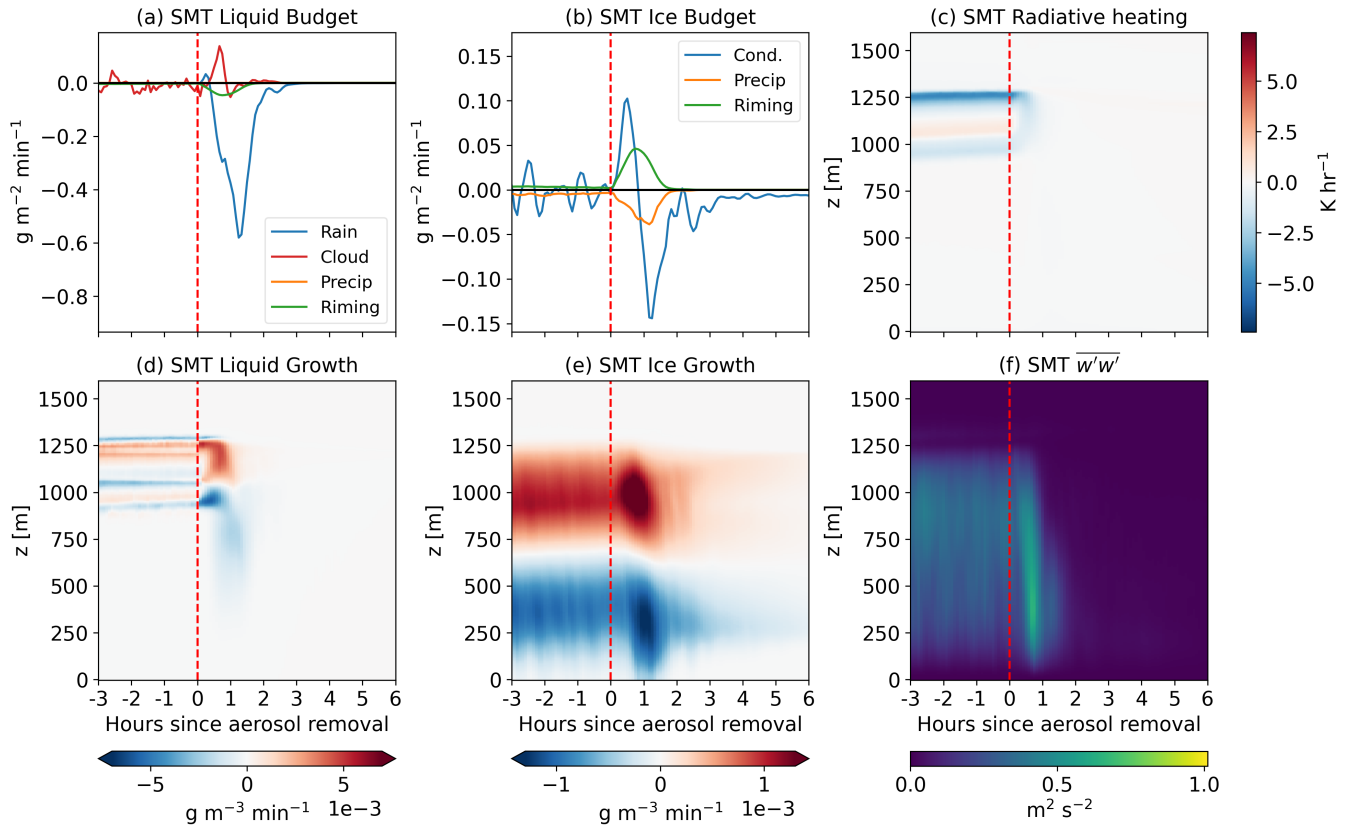 (a) SMT Liquid Budget
(b) SMT Ice Budget
(c) SMT Radiative heating
g m⁻² min⁻¹
0.0
−0.2
−0.4
−0.6
−0.8
Rain
Cloud
Precip
Riming
g m⁻² min⁻¹
0.15
0.10
0.05
0.00
−0.05
−0.10
−0.15
Cond.
Precip
Riming
z [m]
1500
1250
1000
750
500
250
0
5.0
2.5
0.0
−2.5
−5.0
K hr⁻¹
(d) SMT Liquid Growth
(e) SMT Ice Growth
(f) SMT w′w′
z [m]
1500
1250
1000
750
500
250
0
-3 -2 -1 0 1 2 3 4 5 6
Hours since aerosol removal
z [m]
1500
1250
1000
750
500
250
0
-3 -2 -1 0 1 2 3 4 5 6
Hours since aerosol removal
z [m]
1500
1250
1000
750
500
250
0
-3 -2 -1 0 1 2 3 4 5 6
Hours since aerosol removal
−5 0 5
g m⁻³ min⁻¹ 1e−3
−1 0 1
g m⁻³ min⁻¹ 1e−3
0.0 0.5 1.0
m² s⁻²